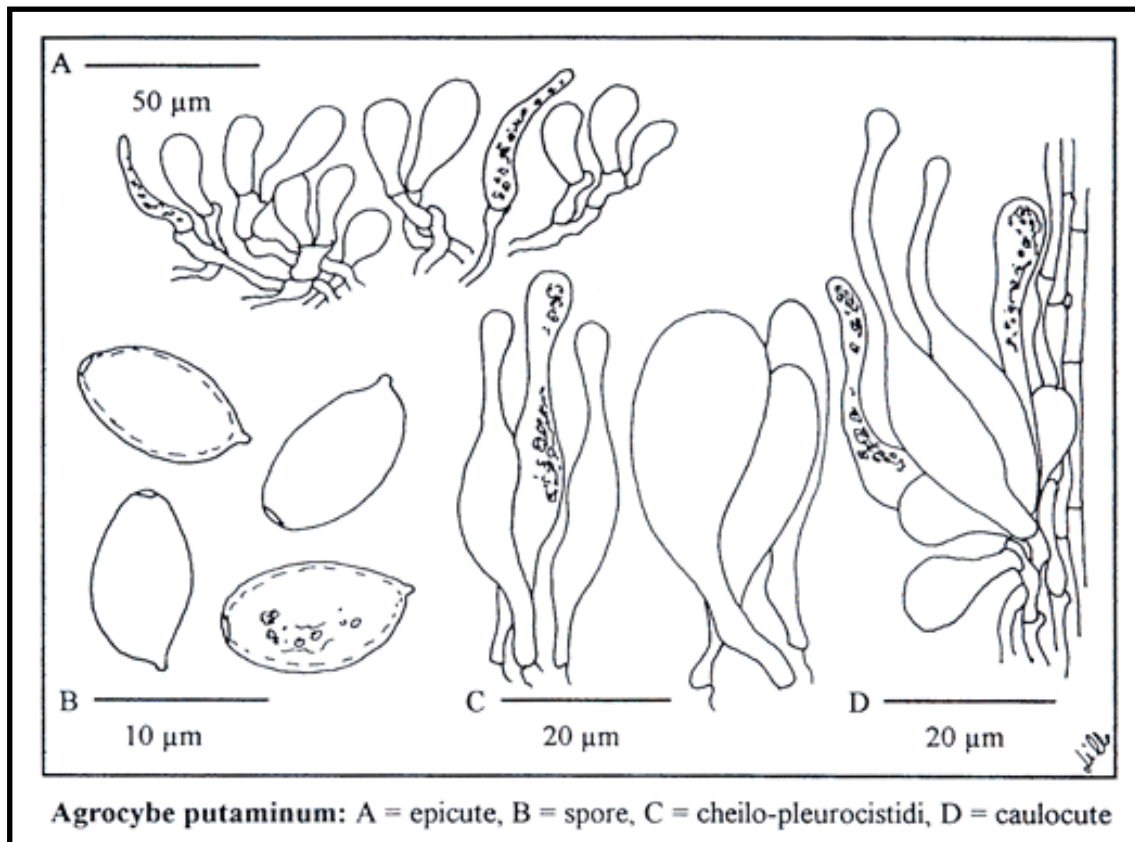 A
50 µm
B
10 µm
C
20 µm
D
20 µm
Agrocybe putaminum: A = epicute, B = spore, C = cheilo-pleurocistidi, D = caulocute